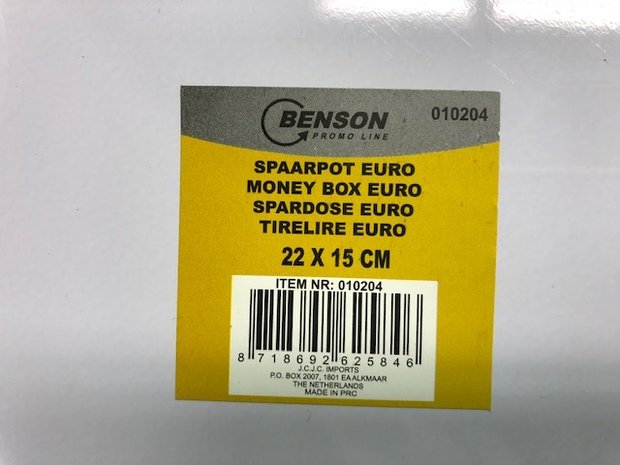 BENSON
PROMO LINE
010204
SPAARPOT EURO
MONEY BOX EURO
SPARDOSE EURO
TIRELIRE EURO
22 X 15 CM
ITEM NR: 010204
8 718692 625846
J.C.J.C. IMPORTS
P.O. BOX 2007, 1801 EA ALKMAAR
THE NETHERLANDS
MADE IN PRC